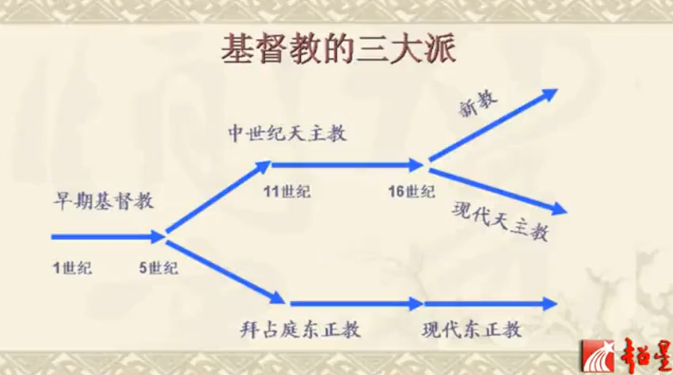 基督教的三大派
新教
中世纪天主教
11世纪
16世纪
早期基督教
现代天主教
1世纪
5世纪
拜占庭东正教
现代东正教
超星